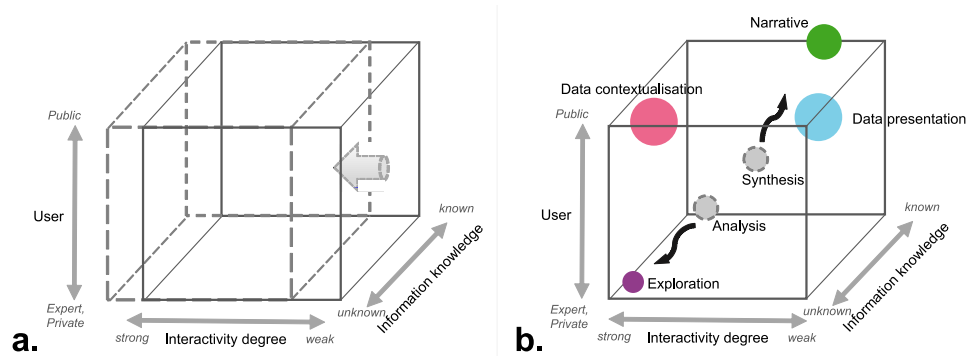 Public
User
Expert,
Private
strong
Interactivity degree
weak
unknown
Information knowledge
known
a.
Narrative
Data contextualisation
Public
Data presentation
Synthesis
User
Analysis
known
Exploration
Expert,
Private
strong
Interactivity degree
weak
unknown
Information knowledge
b.